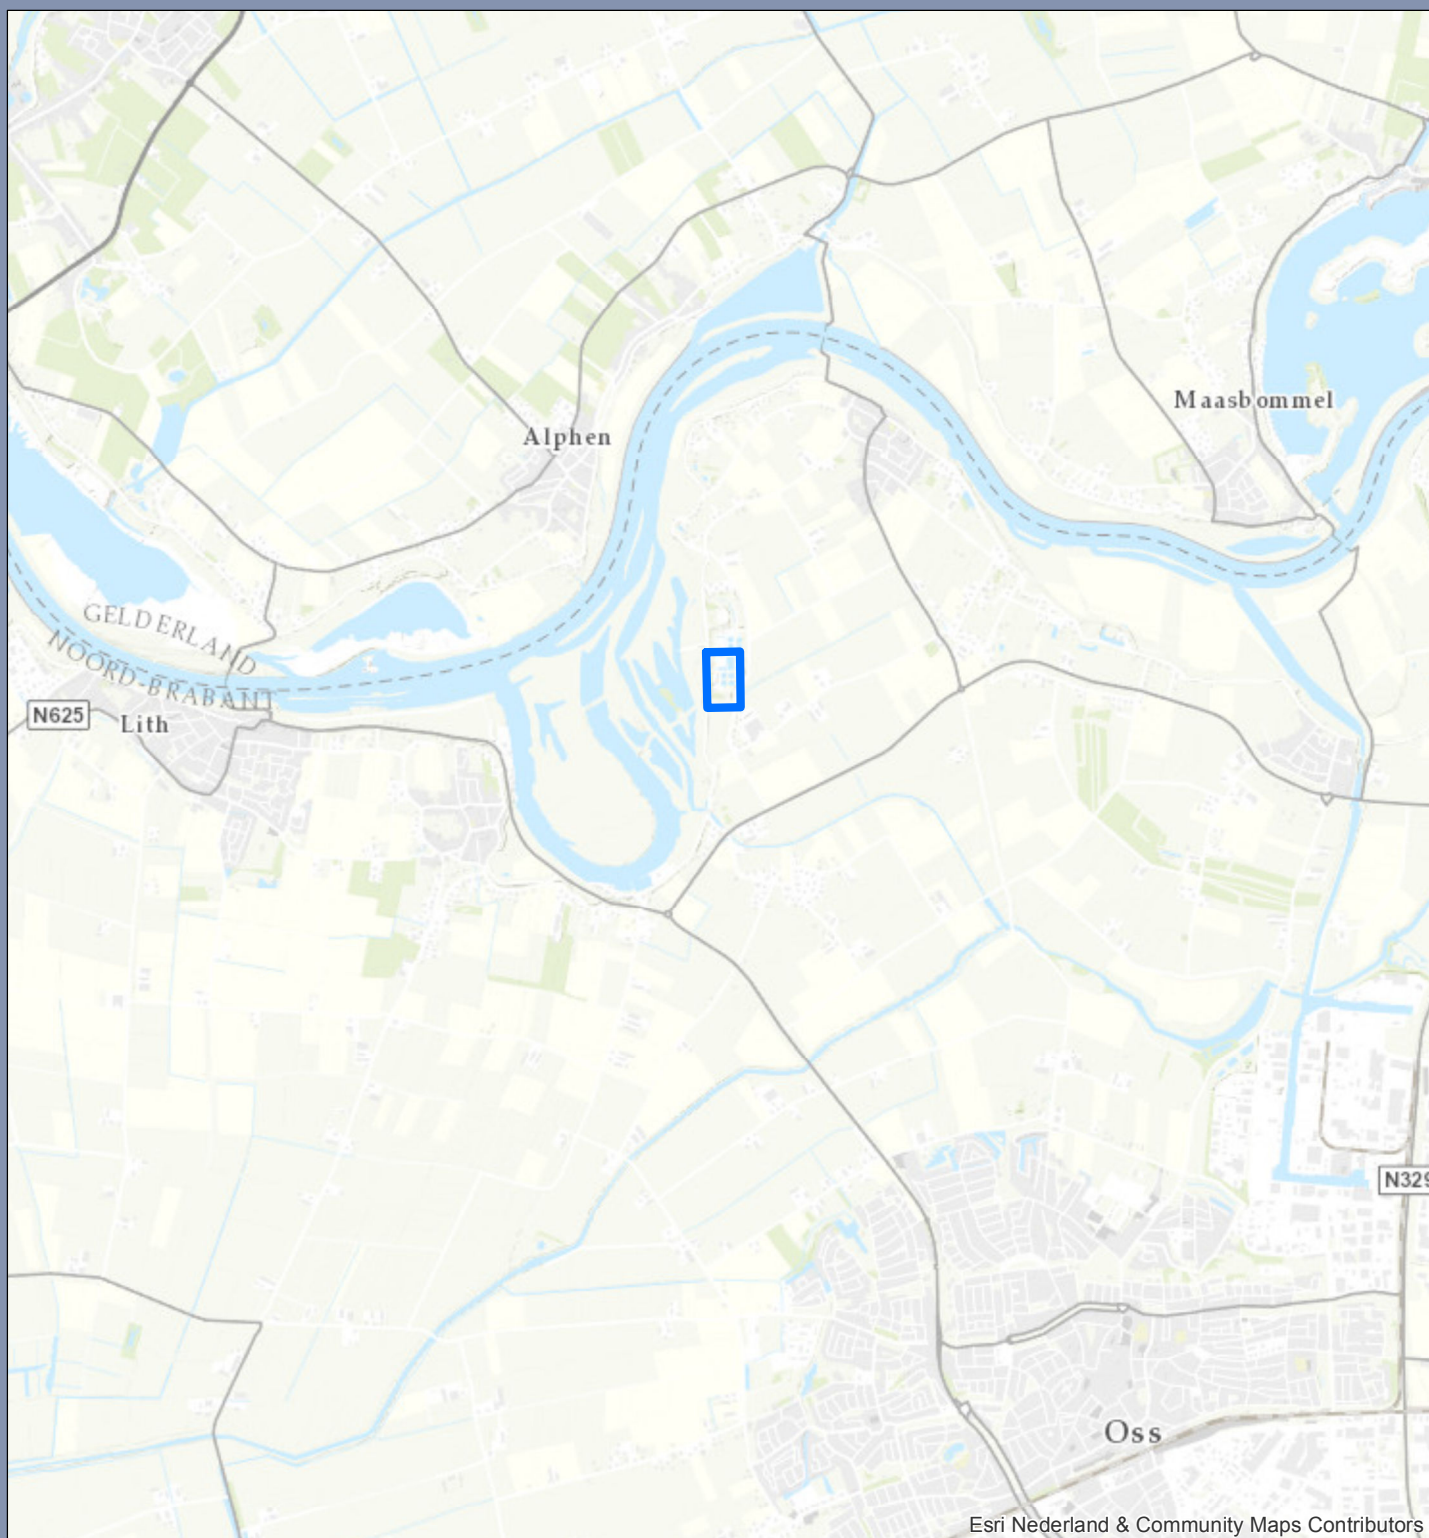 Maasbommel
Alphen
GELDERLAND
NOORD-BRABANT
N625
Lith
N329
Oss
Esri Nederland & Community Maps Contributors